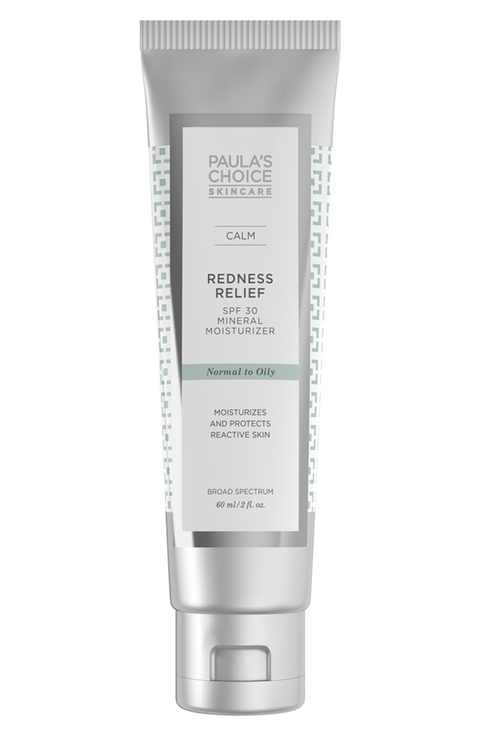 PAULA'S
CHOICE
SKINCARE
CALM
REDNESS
RELIEF
SPF 30
MINERAL
MOISTURIZER
Normal to Oily
MOISTURIZES
AND PROTECTS
REACTIVE SKIN
BROAD SPECTRUM
60 ml/2 fl. oz.